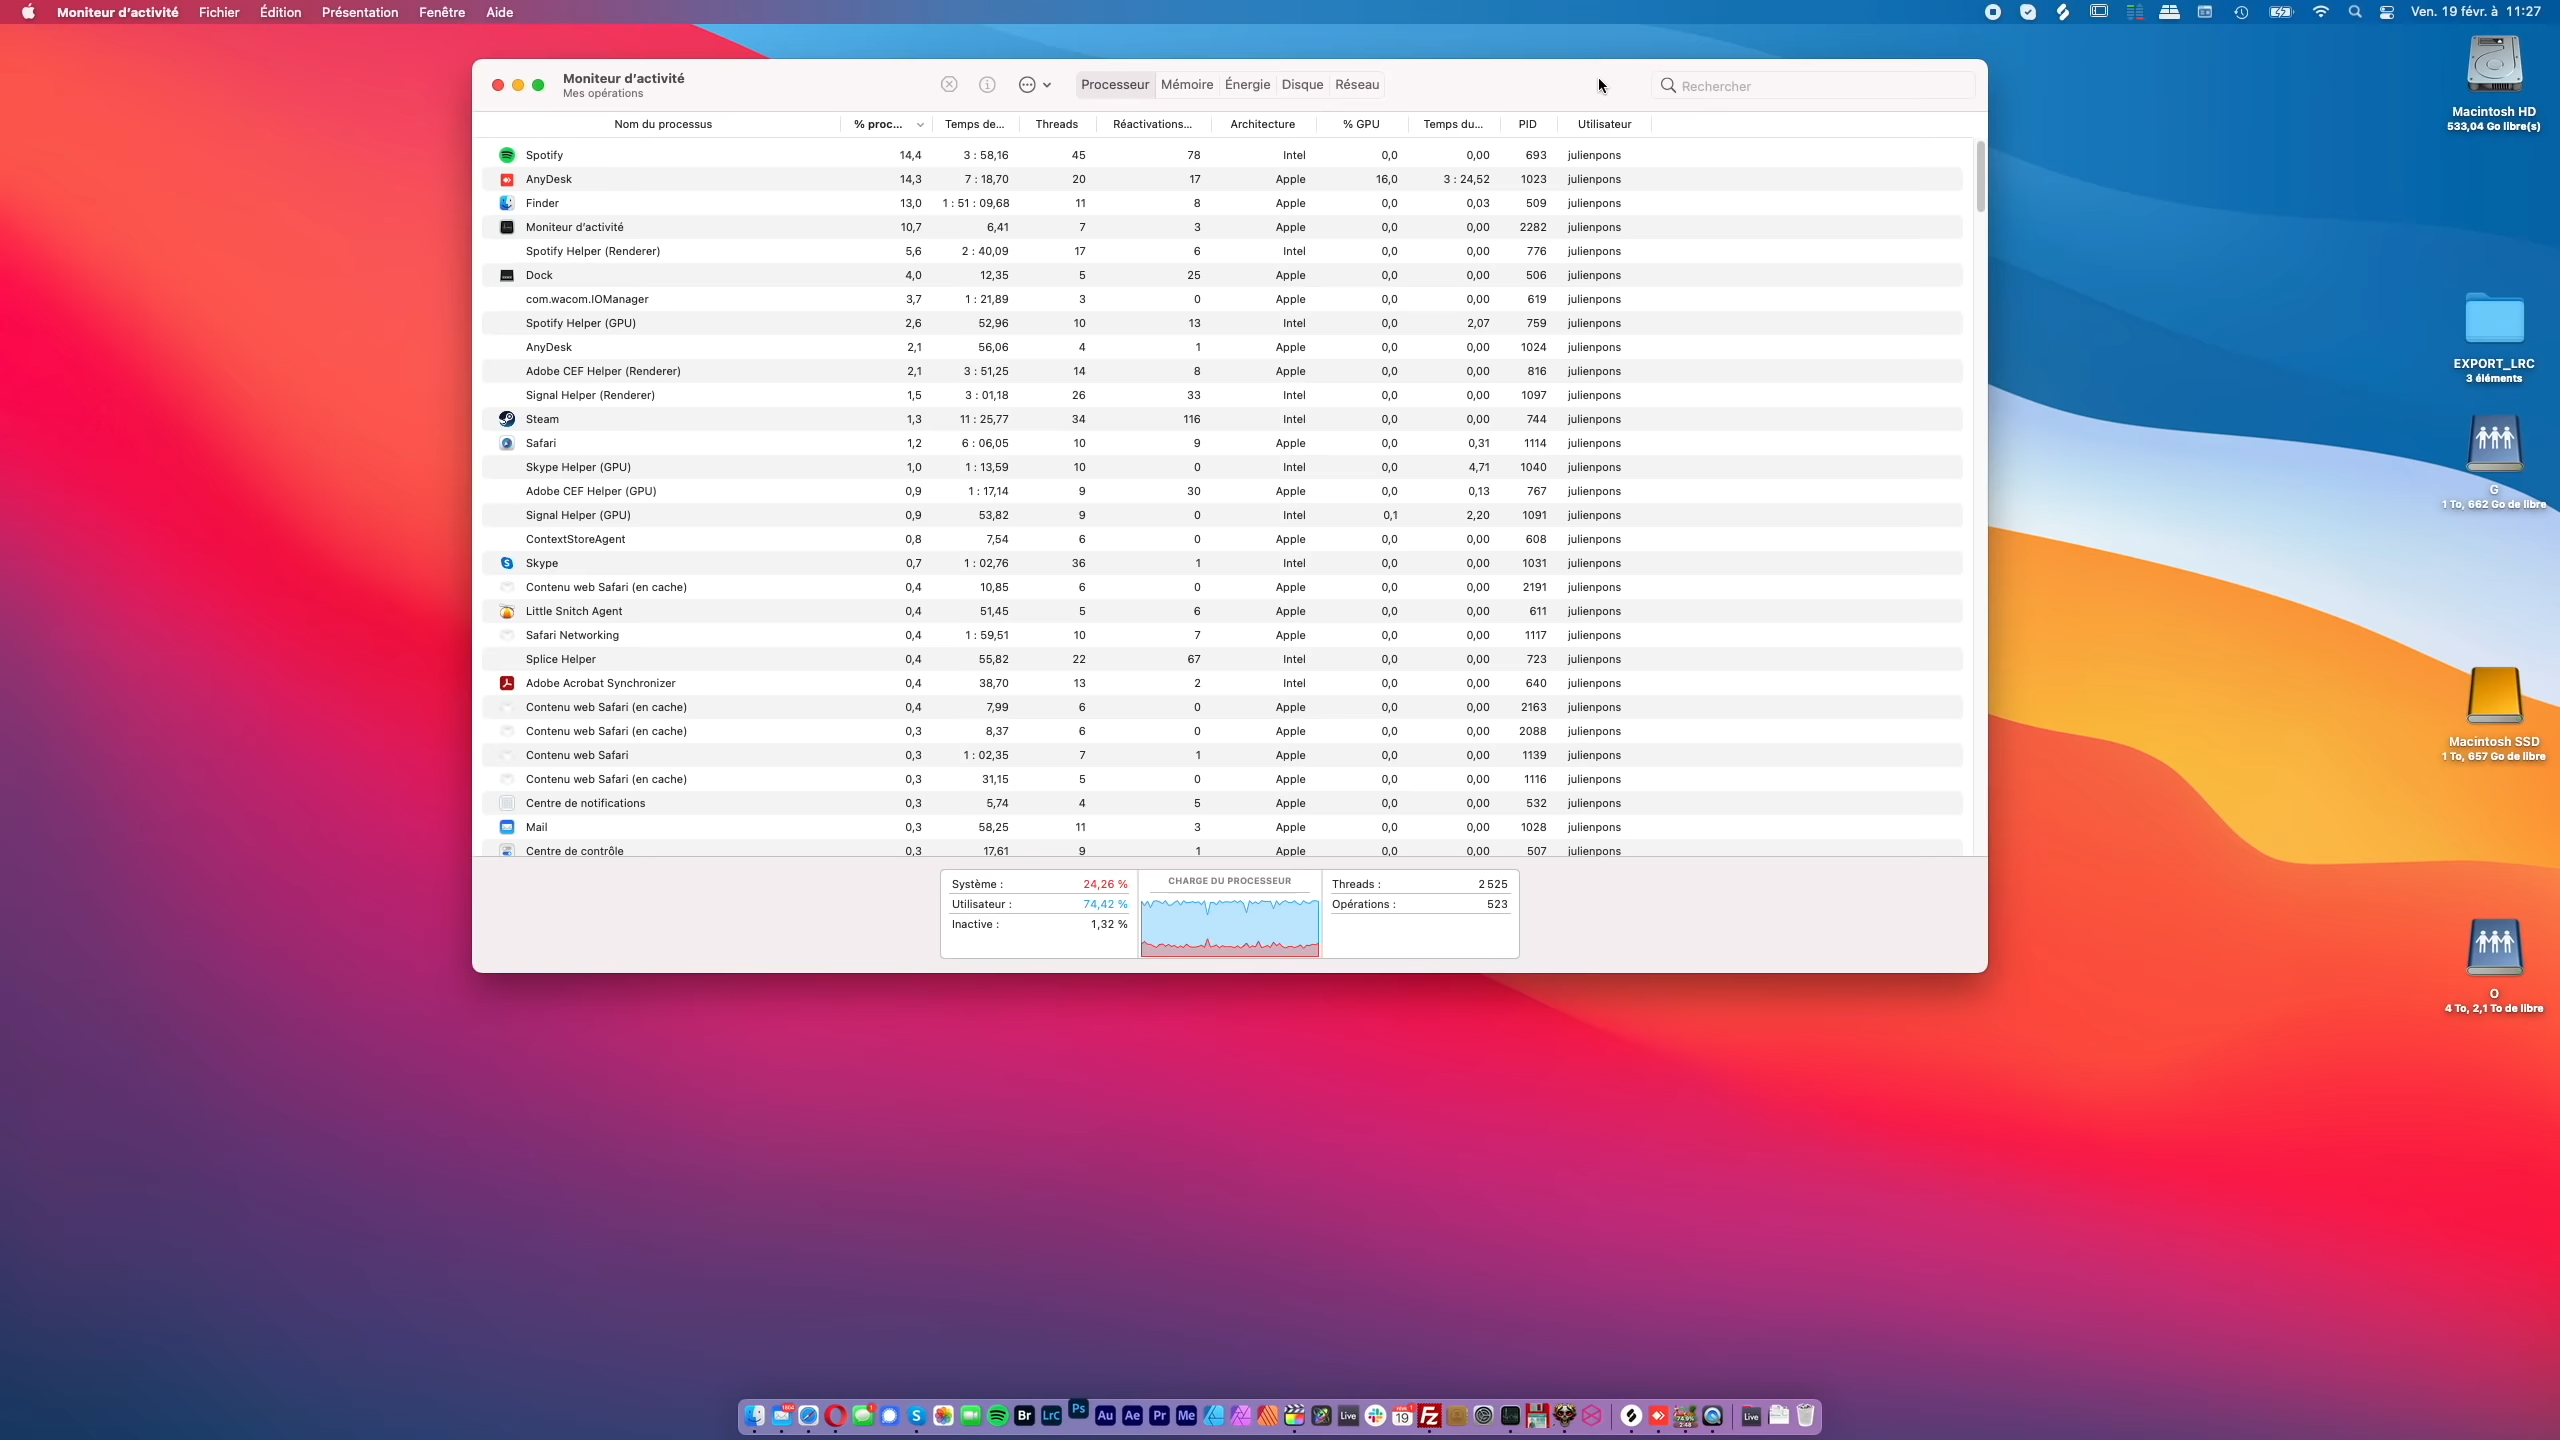 Moniteur d’activité Fichier Édition Présentation Fenêtre Aide Ven. 19 févr. à 11:27
Moniteur d’activité
Mes opérations
Processeur Mémoire Énergie Disque Réseau Rechercher
Nom du processus % proc... Temps de... Threads Réactivations... Architecture % GPU Temps du... PID Utilisateur
Spotify 14,4 3 : 58,16 45 78 Intel 0,0 0,00 693 julienpons
AnyDesk 14,3 7 : 18,70 20 17 Apple 16,0 3 : 24,52 1023 julienpons
Finder 13,0 1 : 51 : 09,68 11 8 Apple 0,0 0,03 509 julienpons
Moniteur d’activité 10,7 6,41 7 3 Apple 0,0 0,00 2282 julienpons
Spotify Helper (Renderer) 5,6 2 : 40,09 17 6 Intel 0,0 0,00 776 julienpons
Dock 4,0 12,35 5 25 Apple 0,0 0,00 506 julienpons
com.wacom.IOManager 3,7 1 : 21,89 3 0 Apple 0,0 0,00 619 julienpons
Spotify Helper (GPU) 2,6 52,96 10 13 Intel 0,0 2,07 759 julienpons
AnyDesk 2,1 56,06 4 1 Apple 0,0 0,00 1024 julienpons
Adobe CEF Helper (Renderer) 2,1 3 : 51,25 14 8 Apple 0,0 0,00 816 julienpons
Signal Helper (Renderer) 1,5 3 : 01,18 26 33 Intel 0,0 0,00 1097 julienpons
Steam 1,3 11 : 25,77 34 116 Intel 0,0 0,00 744 julienpons
Safari 1,2 6 : 06,05 10 9 Apple 0,0 0,31 1114 julienpons
Skype Helper (GPU) 1,0 1 : 13,59 10 0 Intel 0,0 4,71 1040 julienpons
Adobe CEF Helper (GPU) 0,9 1 : 17,14 9 30 Apple 0,0 0,13 767 julienpons
Signal Helper (GPU) 0,9 53,82 9 0 Intel 0,1 2,20 1091 julienpons
ContextStoreAgent 0,8 7,54 6 0 Apple 0,0 0,00 608 julienpons
Skype 0,7 1 : 02,76 36 1 Intel 0,0 0,00 1031 julienpons
Contenu web Safari (en cache) 0,4 10,85 6 0 Apple 0,0 0,00 2191 julienpons
Little Snitch Agent 0,4 51,45 5 6 Apple 0,0 0,00 611 julienpons
Safari Networking 0,4 1 : 59,51 10 7 Apple 0,0 0,00 1117 julienpons
Splice Helper 0,4 55,82 22 67 Intel 0,0 0,00 723 julienpons
Adobe Acrobat Synchronizer 0,4 38,70 13 2 Intel 0,0 0,00 640 julienpons
Contenu web Safari (en cache) 0,4 7,99 6 0 Apple 0,0 0,00 2163 julienpons
Contenu web Safari (en cache) 0,3 8,37 6 0 Apple 0,0 0,00 2088 julienpons
Contenu web Safari 0,3 1 : 02,35 7 1 Apple 0,0 0,00 1139 julienpons
Contenu web Safari (en cache) 0,3 31,15 5 0 Apple 0,0 0,00 1116 julienpons
Centre de notifications 0,3 5,74 4 5 Apple 0,0 0,00 532 julienpons
Mail 0,3 58,25 11 3 Apple 0,0 0,00 1028 julienpons
Centre de contrôle 0,3 17,61 9 1 Apple 0,0 0,00 507 julienpons
Système : 24,26 % CHARGE DU PROCESSEUR Threads : 2 525
Utilisateur : 74,42 % Opérations : 523
Inactive : 1,32 %
Macintosh HD
533,04 Go libre(s)
EXPORT_LRC
3 éléments
G
1 To, 662 Go de libre
Macintosh SSD
1 To, 657 Go de libre
O
4 To, 2,1 To de libre
1804 1 Br LrC Ps Au Ae Pr Me Live 19 Fz Live